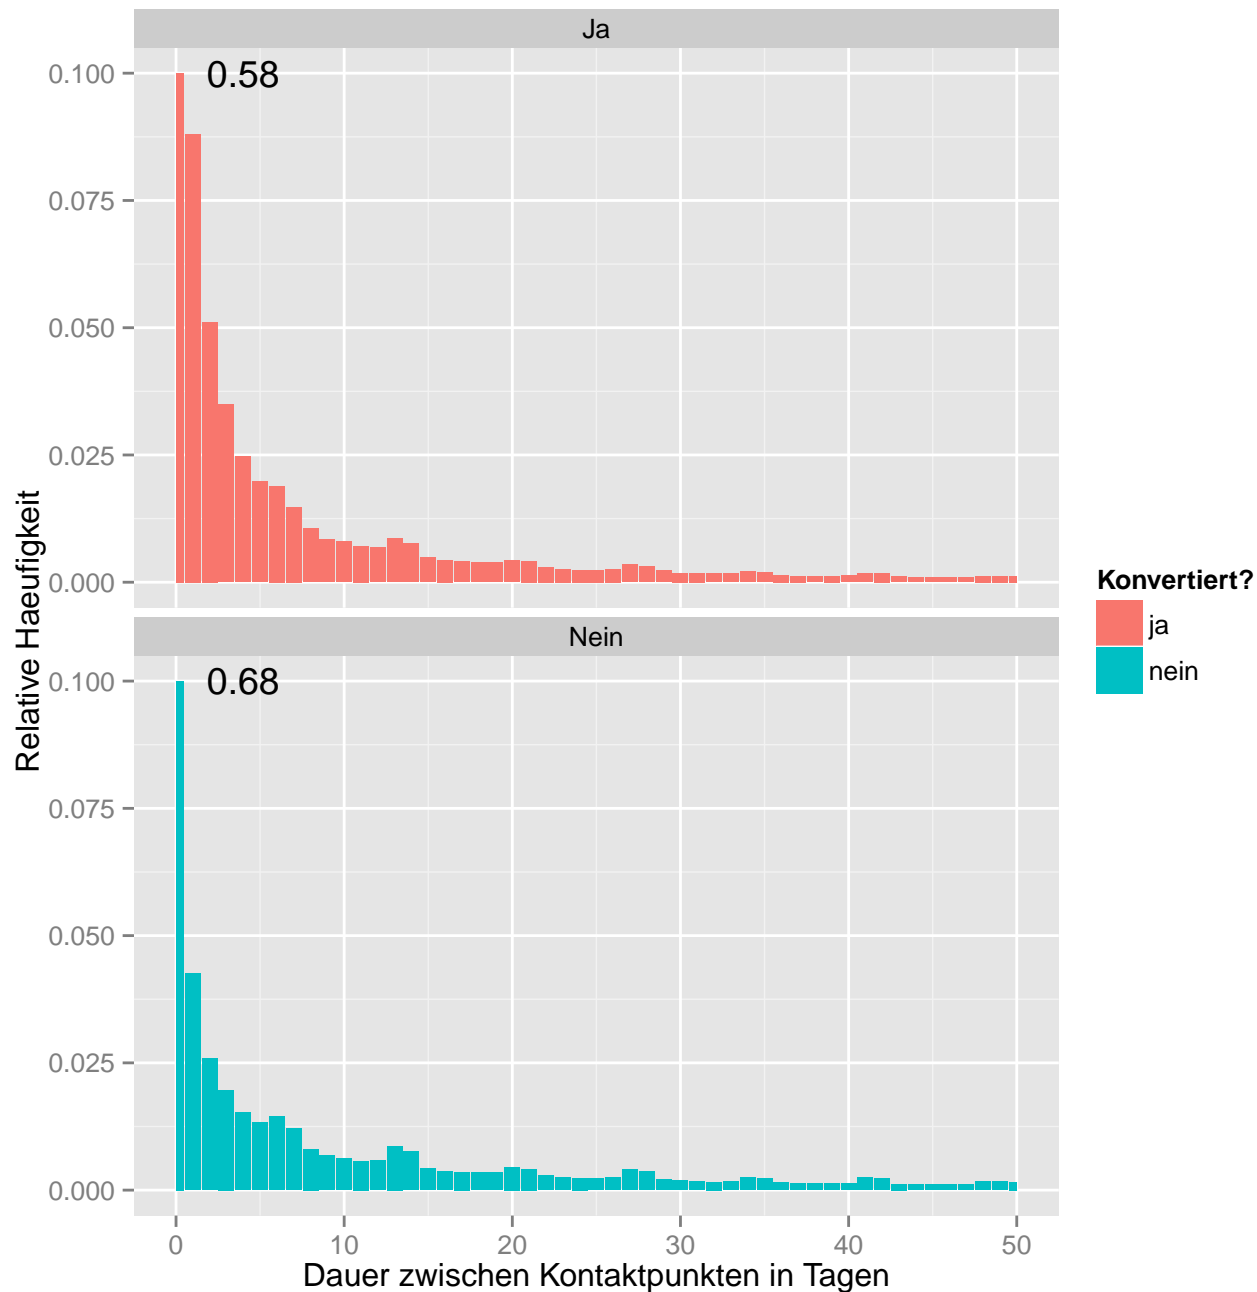 Ja
0.58
0.100
0.075
0.050
0.025
0.000
Nein
0.68
0.100
0.075
0.050
0.025
0.000
0 10 20 30 40 50
Dauer zwischen Kontaktpunkten in Tagen
Relative Haeufigkeit
Konvertiert?
ja
nein